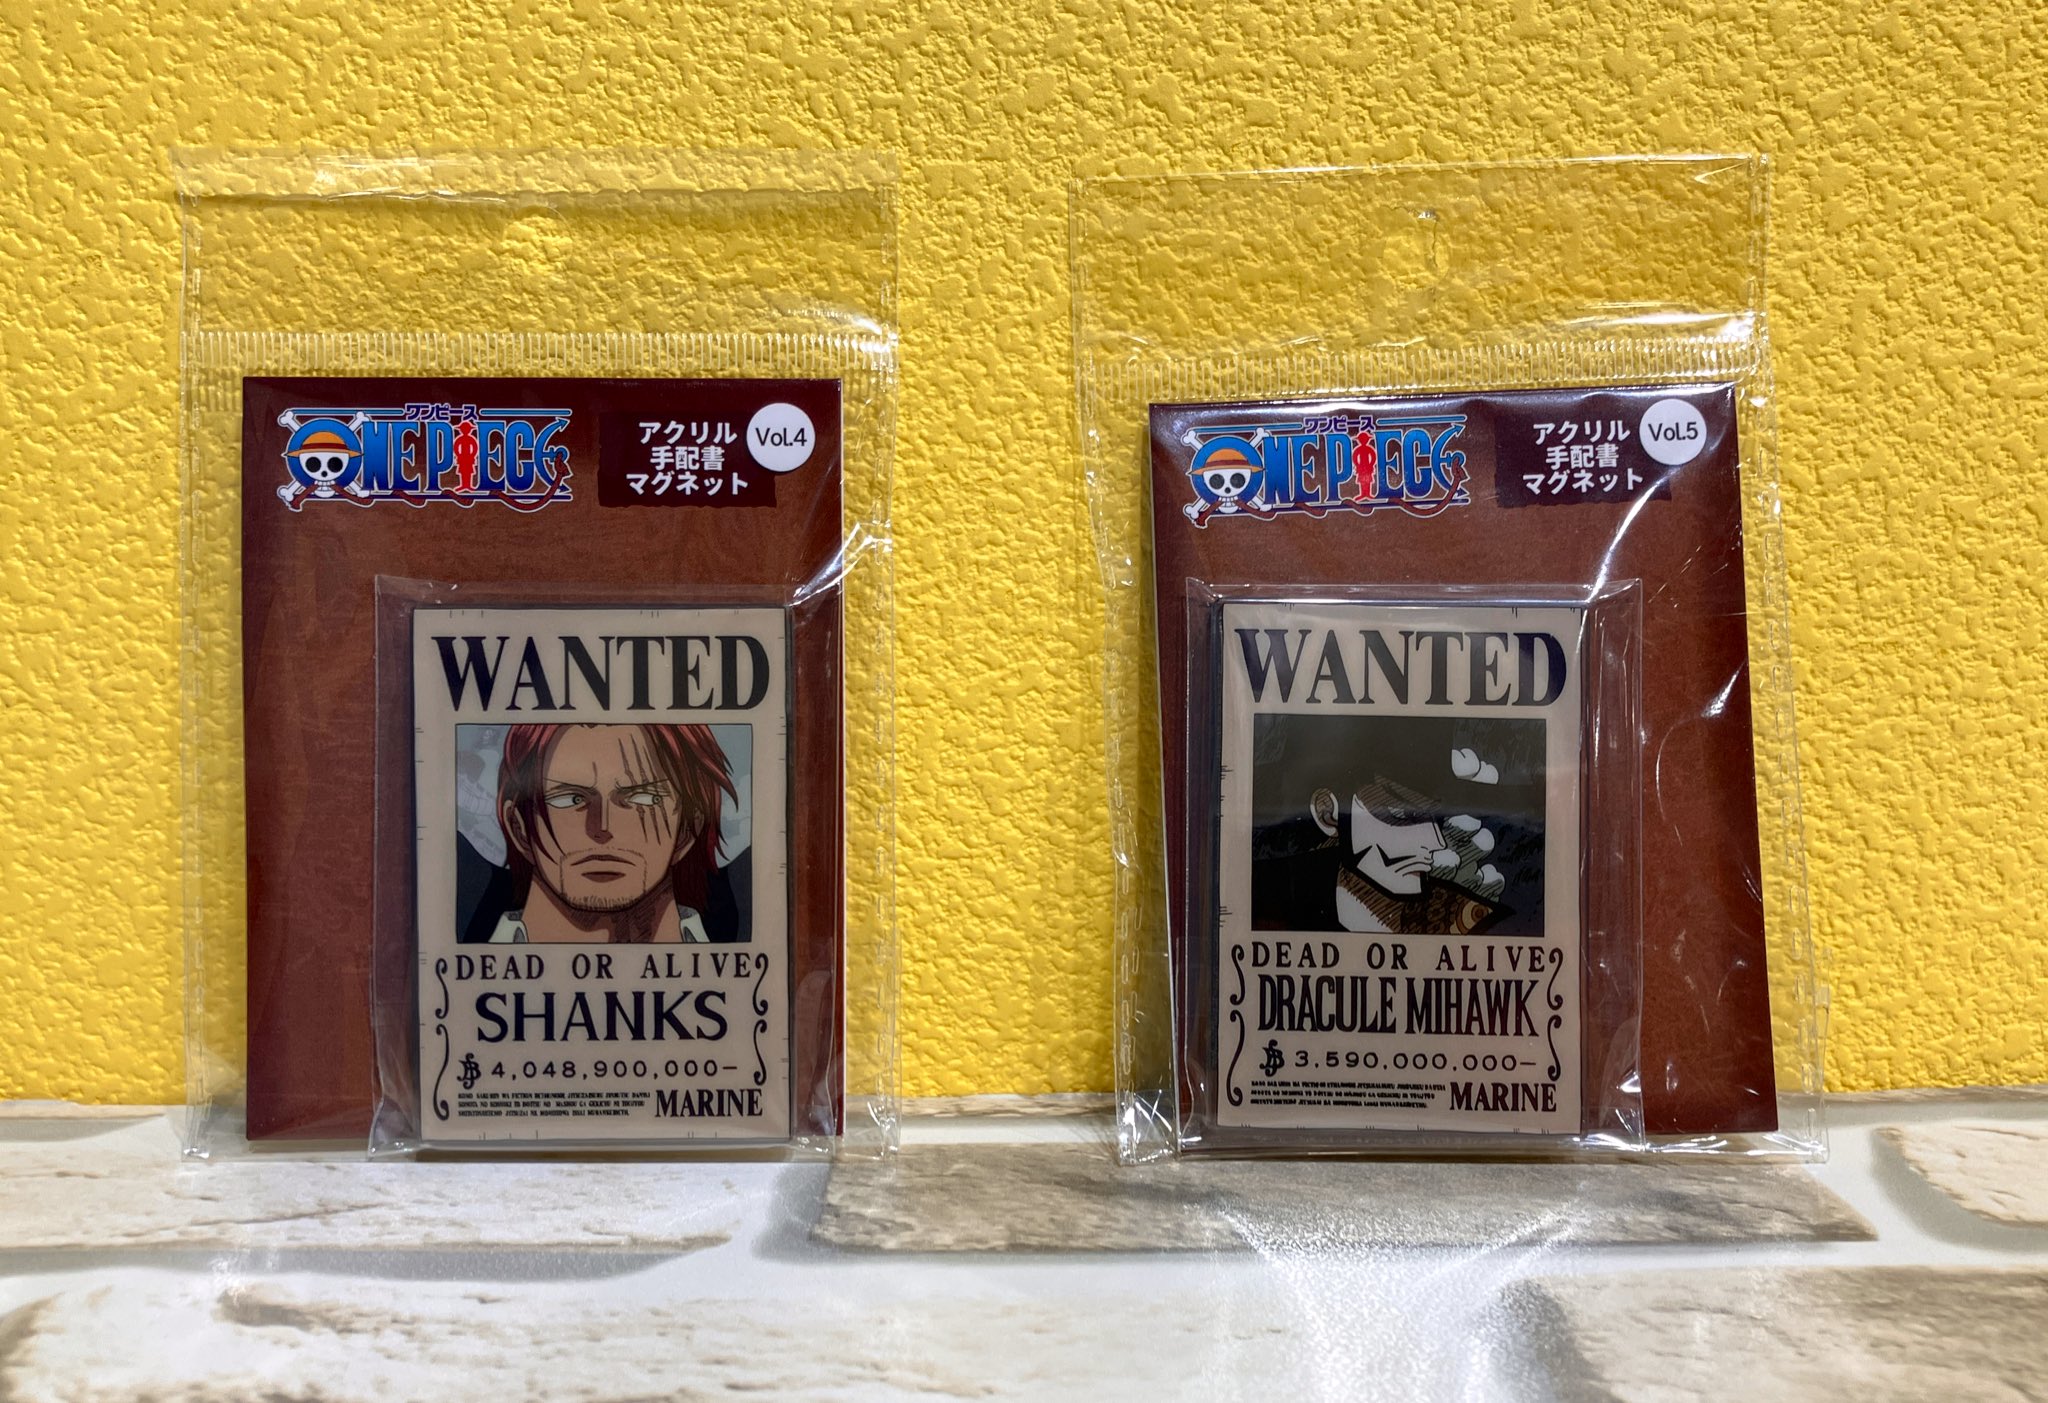 ワンピース
ONE PIECE
アクリル
手配書
マグネット
Vol.4
WANTED
DEAD OR ALIVE
SHANKS
4,048,900,000-
MARINE
ワンピース
ONE PIECE
アクリル
手配書
マグネット
Vol.5
WANTED
DEAD OR ALIVE
DRACULE MIHAWK
3,590,000,000-
MARINE